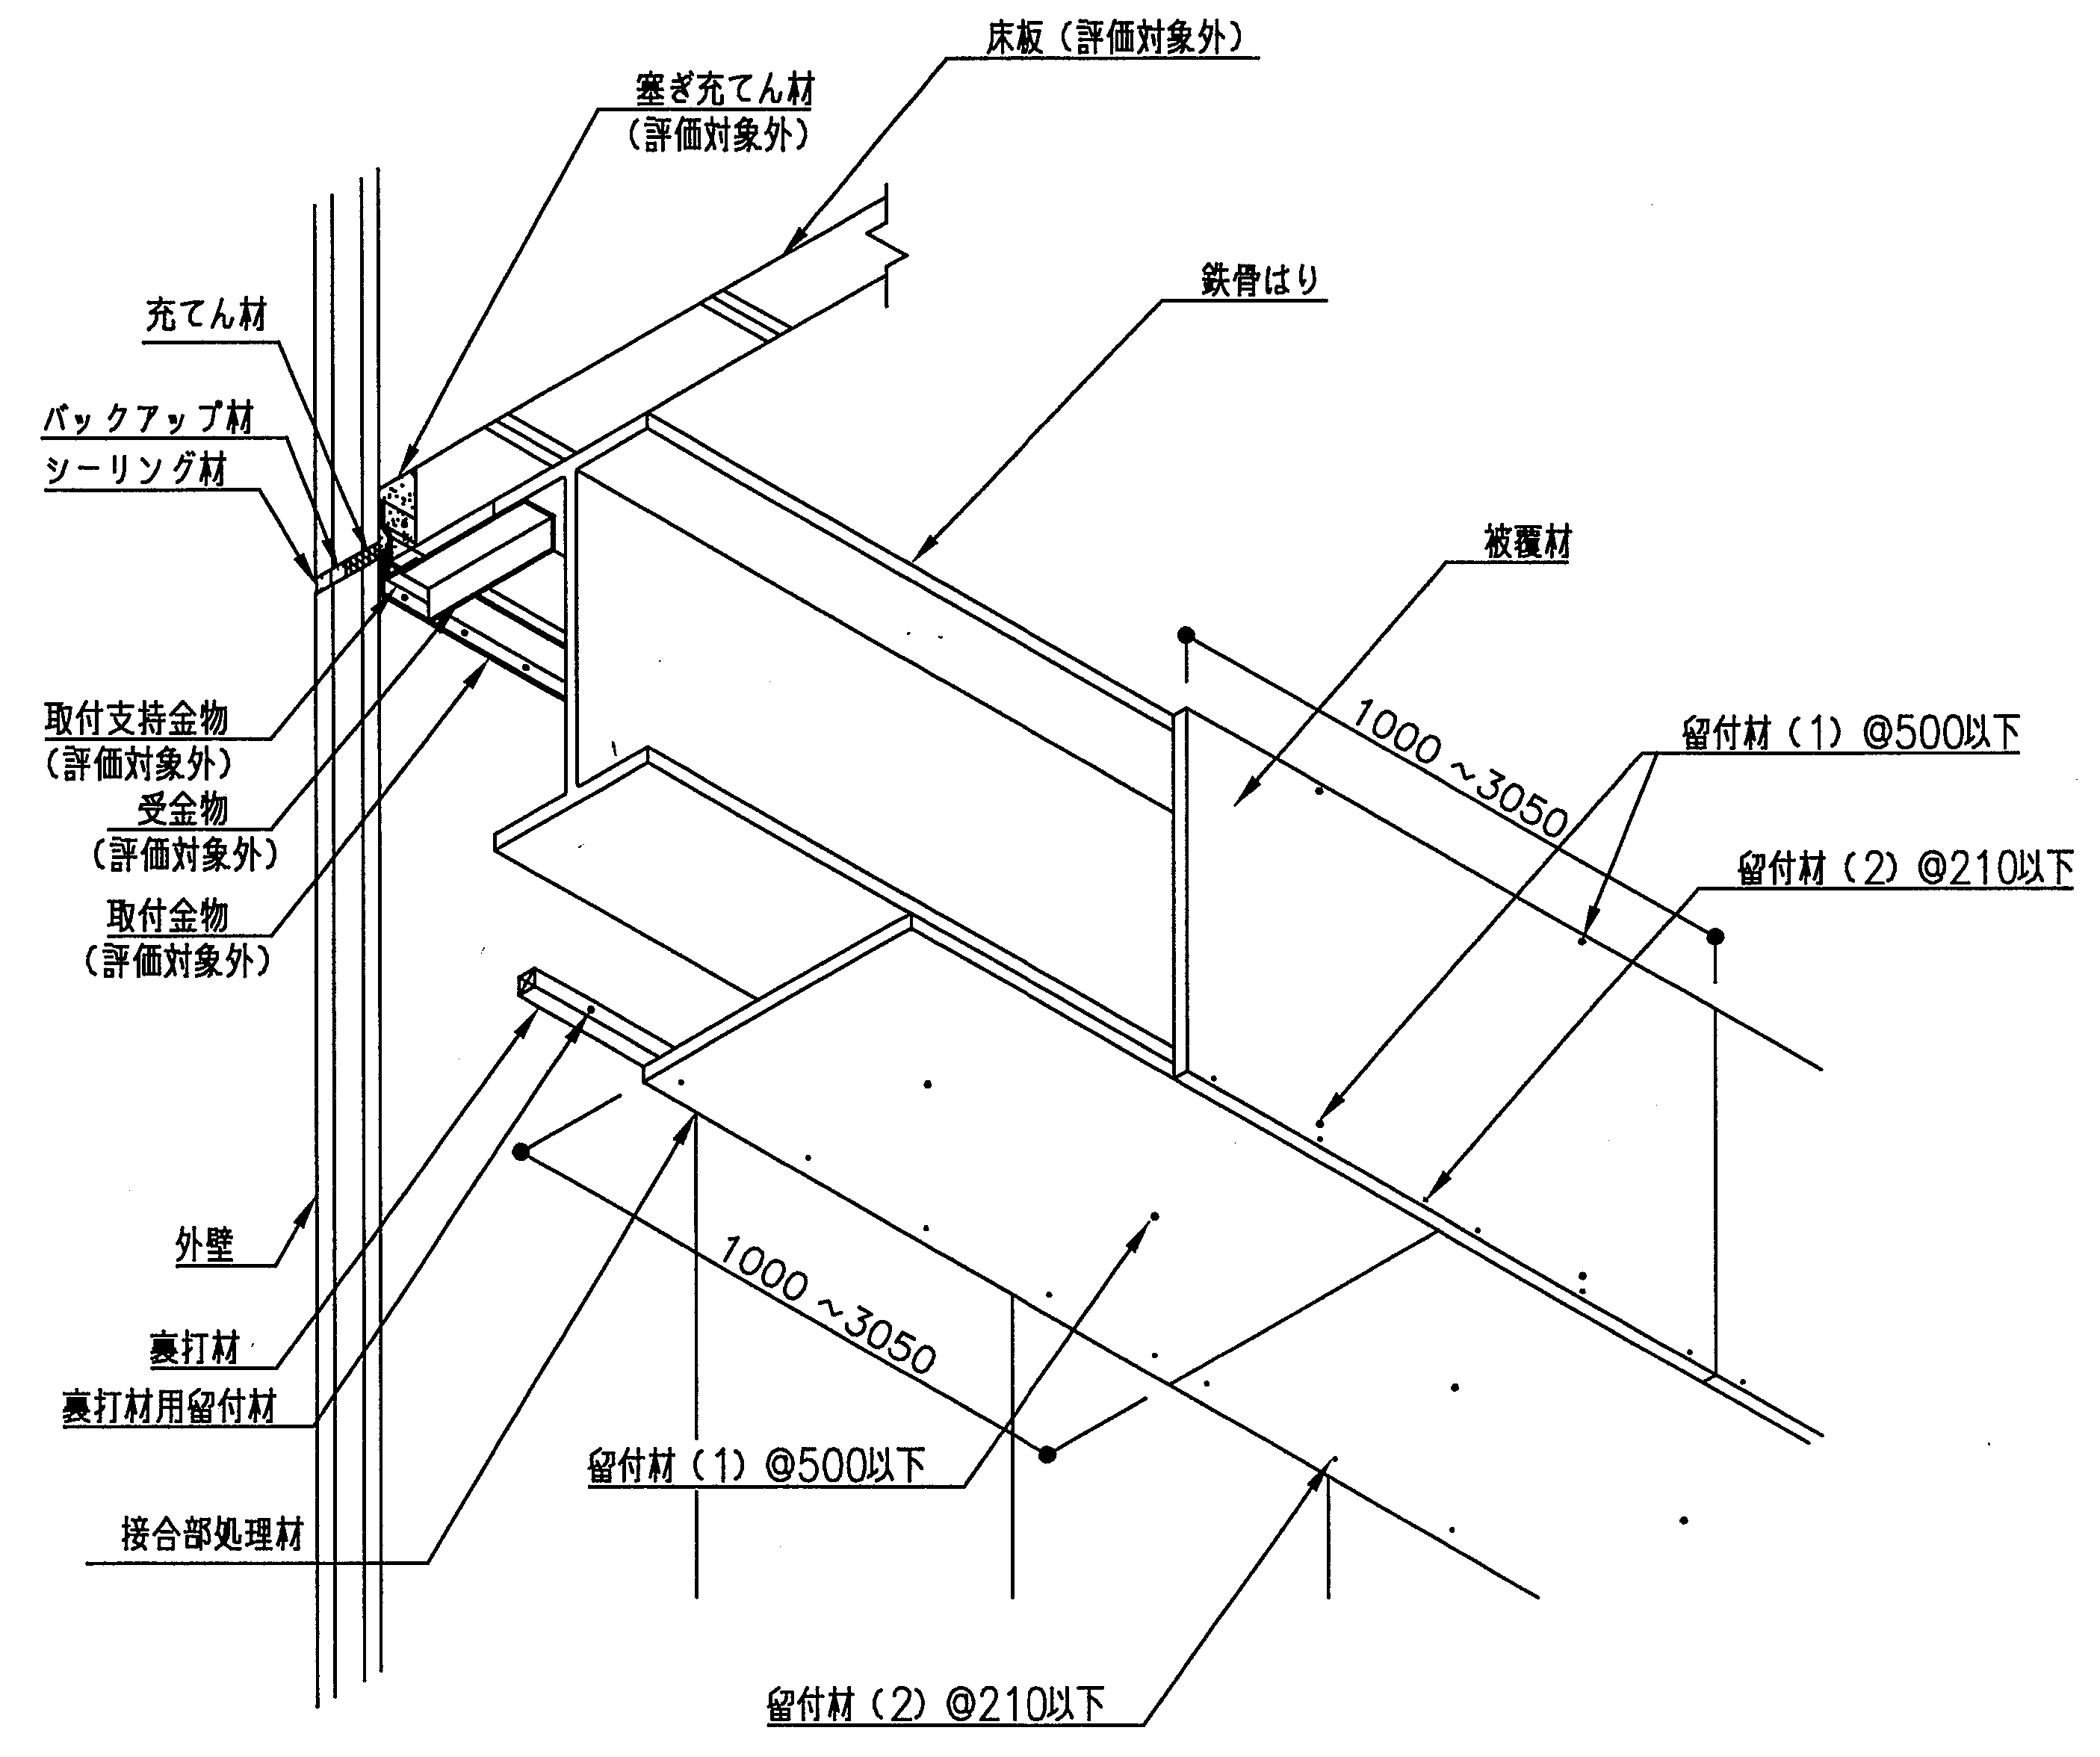 床板(評価対象外)
塞ぎ充てん材
(評価対象外)
鉄骨はり
充てん材
バックアップ材
シーリング材
被覆材
1000~3050
取付支持金物
(評価対象外)
留付材(1)@500以下
受金物
(評価対象外)
留付材(2)@210以下
取付金物
(評価対象外)
外壁
1000~3050
裏打材
裏打材用留付材
留付材(1)@500以下
接合部処理材
留付材(2)@210以下